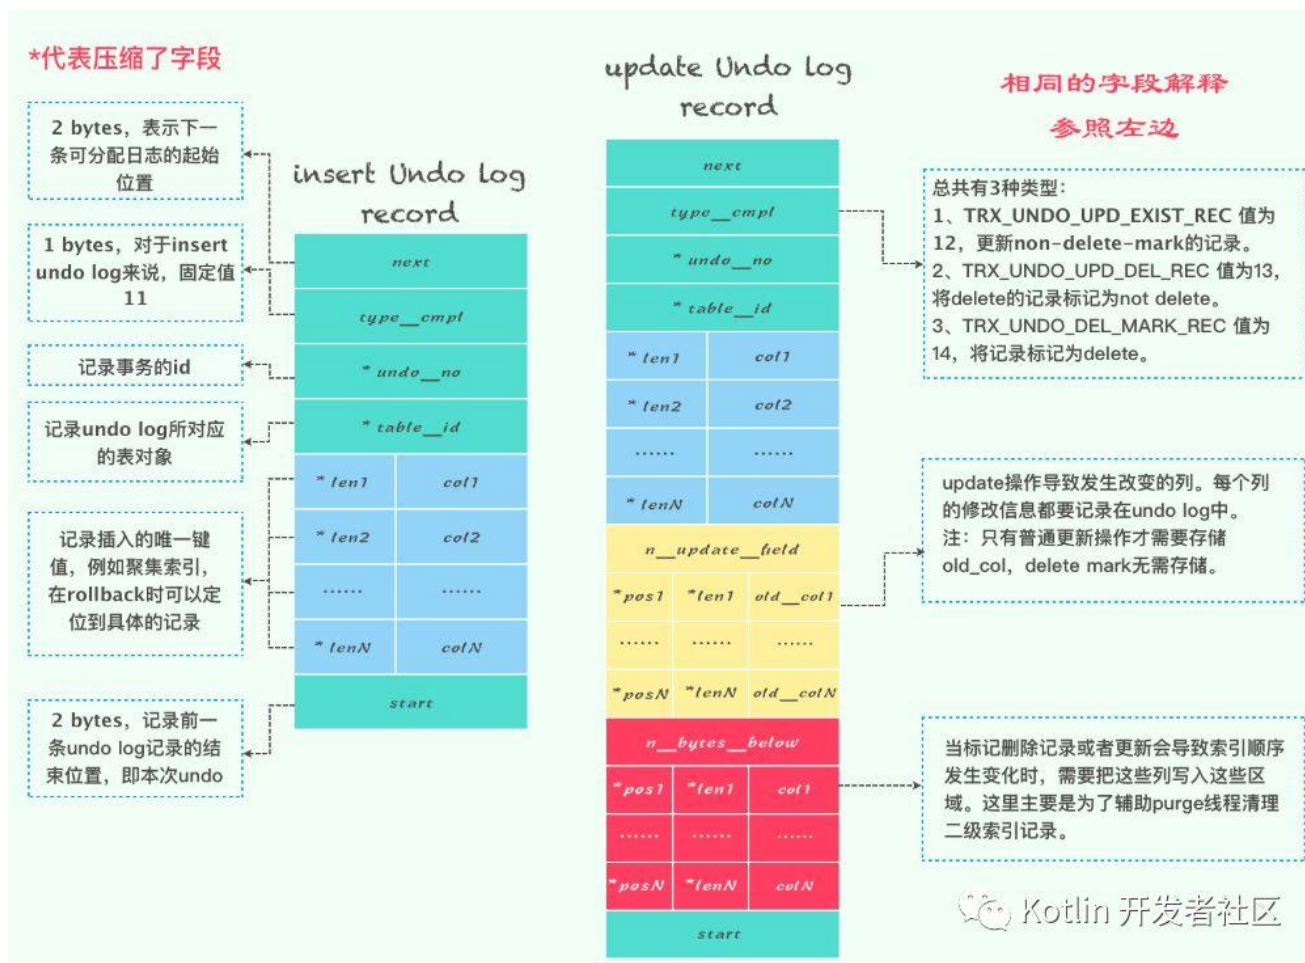 *代表压缩了字段
2 bytes，表示下一
条可分配日志的起始
位置
1 bytes，对于insert
undo log来说，固定值
11
记录事务的id
记录undo log所对应
的表对象
记录插入的唯一键
值，例如聚集索引，
在rollback时可以定
位到具体的记录
2 bytes，记录前一
条undo log记录的结
束位置，即本次undo
insert Undo log
record
next
type__cmpl
* undo__no
* table__id
* len1 col1
* len2 col2
...... ......
* lenN colN
start
update Undo log
record
next
type__cmpl
* undo__no
* table__id
* len1 col1
* len2 col2
...... ......
* lenN colN
n__update__field
*pos1 *len1 old__col1
...... ...... ......
*posN *lenN old__colN
n__bytes__below
*pos1 *len1 col1
...... ...... ......
*posN *lenN colN
start
相同的字段解释
参照左边
总共有3种类型：
1、TRX_UNDO_UPD_EXIST_REC 值为
12，更新non-delete-mark的记录。
2、TRX_UNDO_UPD_DEL_REC 值为13，
将delete的记录标记为not delete。
3、TRX_UNDO_DEL_MARK_REC 值为
14，将记录标记为delete。
update操作导致发生改变的列。每个列
的修改信息都要记录在undo log中。
注：只有普通更新操作才需要存储
old_col，delete mark无需存储。
当标记删除记录或者更新会导致索引顺序
发生变化时，需要把这些列写入这些区
域。这里主要是为了辅助purge线程清理
二级索引记录。
Kotlin 开发者社区